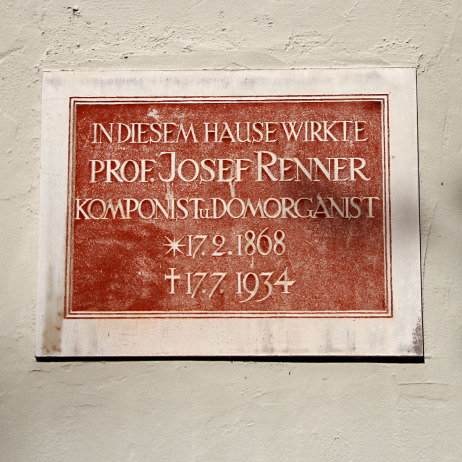 IN DIESEM HAUSE WIRKTE
PROF. JOSEF RENNER
KOMPONIST u. DOMORGANIST
* 17. 2. 1868
† 17. 7. 1934